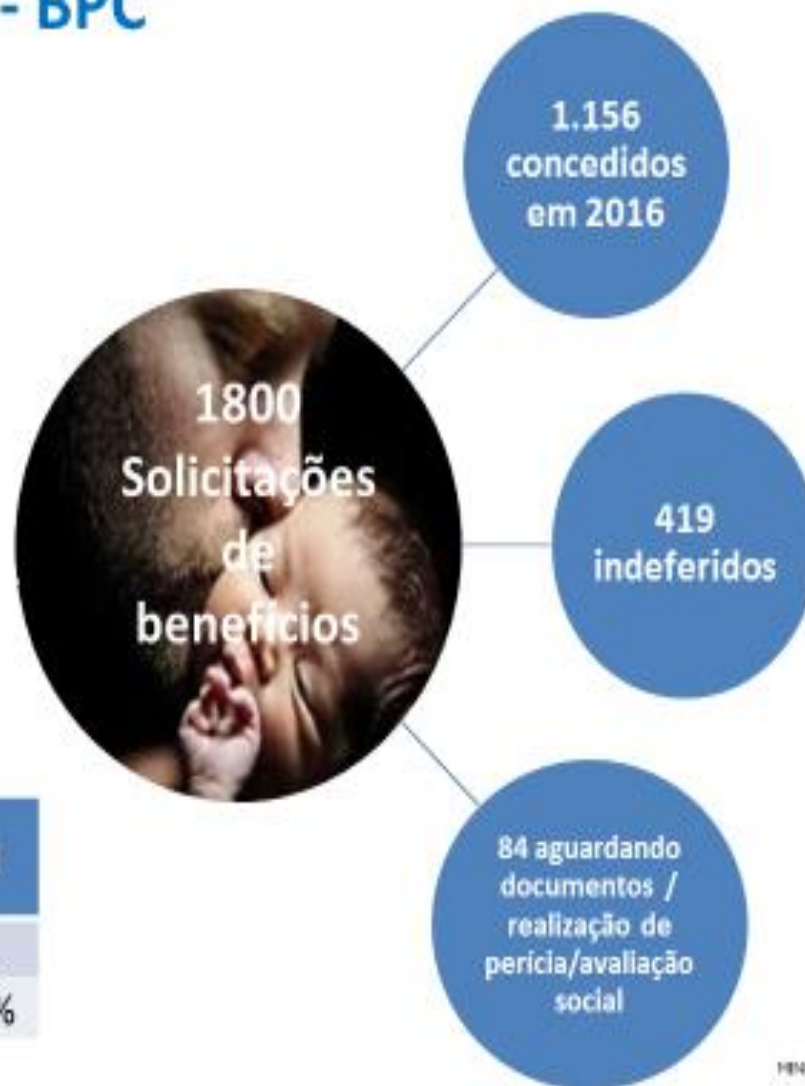 - BPC
1.156
concedidos
em 2016
1800
Solicitações
de
benefícios
419
indeferidos
84 aguardando
documentos /
realização de
perícia/avaliação
social
%